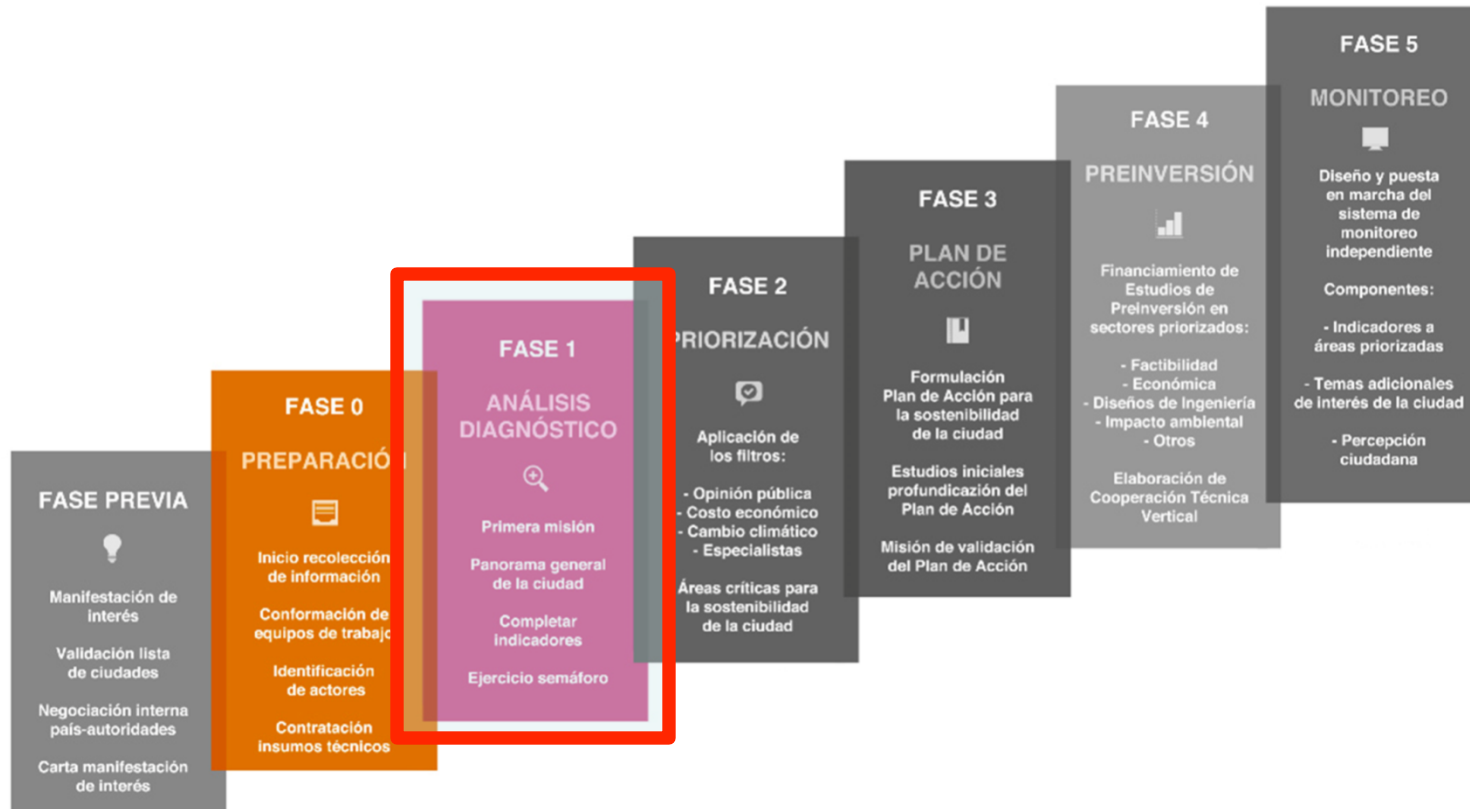 FASE PREVIA
Manifestación de
interés
Validación lista
de ciudades
Negociación interna
país-autoridades
Carta manifestación
de interés
FASE 0
PREPARACIÓN
Inicio recolección
de información
Conformación de
equipos de trabajo
Identificación
de actores
Contratación
insumos técnicos
FASE 1
ANÁLISIS
DIAGNÓSTICO
Primera misión
Panorama general
de la ciudad
Completar
indicadores
Ejercicio semáforo
FASE 2
PRIORIZACIÓN
Aplicación de
los filtros:
- Opinión pública
- Costo económico
- Cambio climático
- Especialistas
Áreas críticas para
la sostenibilidad
de la ciudad
FASE 3
PLAN DE
ACCIÓN
Formulación
Plan de Acción para
la sostenibilidad
de la ciudad
Estudios iniciales
profundización del
Plan de Acción
Misión de validación
del Plan de Acción
FASE 4
PREINVERSIÓN
Financiamiento de
Estudios de
Preinversión en
sectores priorizados:
- Factibilidad
- Económica
- Diseños de Ingeniería
- Impacto ambiental
- Otros
Elaboración de
Cooperación Técnica
Vertical
FASE 5
MONITOREO
Diseño y puesta
en marcha del
sistema de
monitoreo
independiente
Componentes:
- Indicadores a
áreas priorizadas
- Temas adicionales
de interés de la ciudad
- Percepción
ciudadana